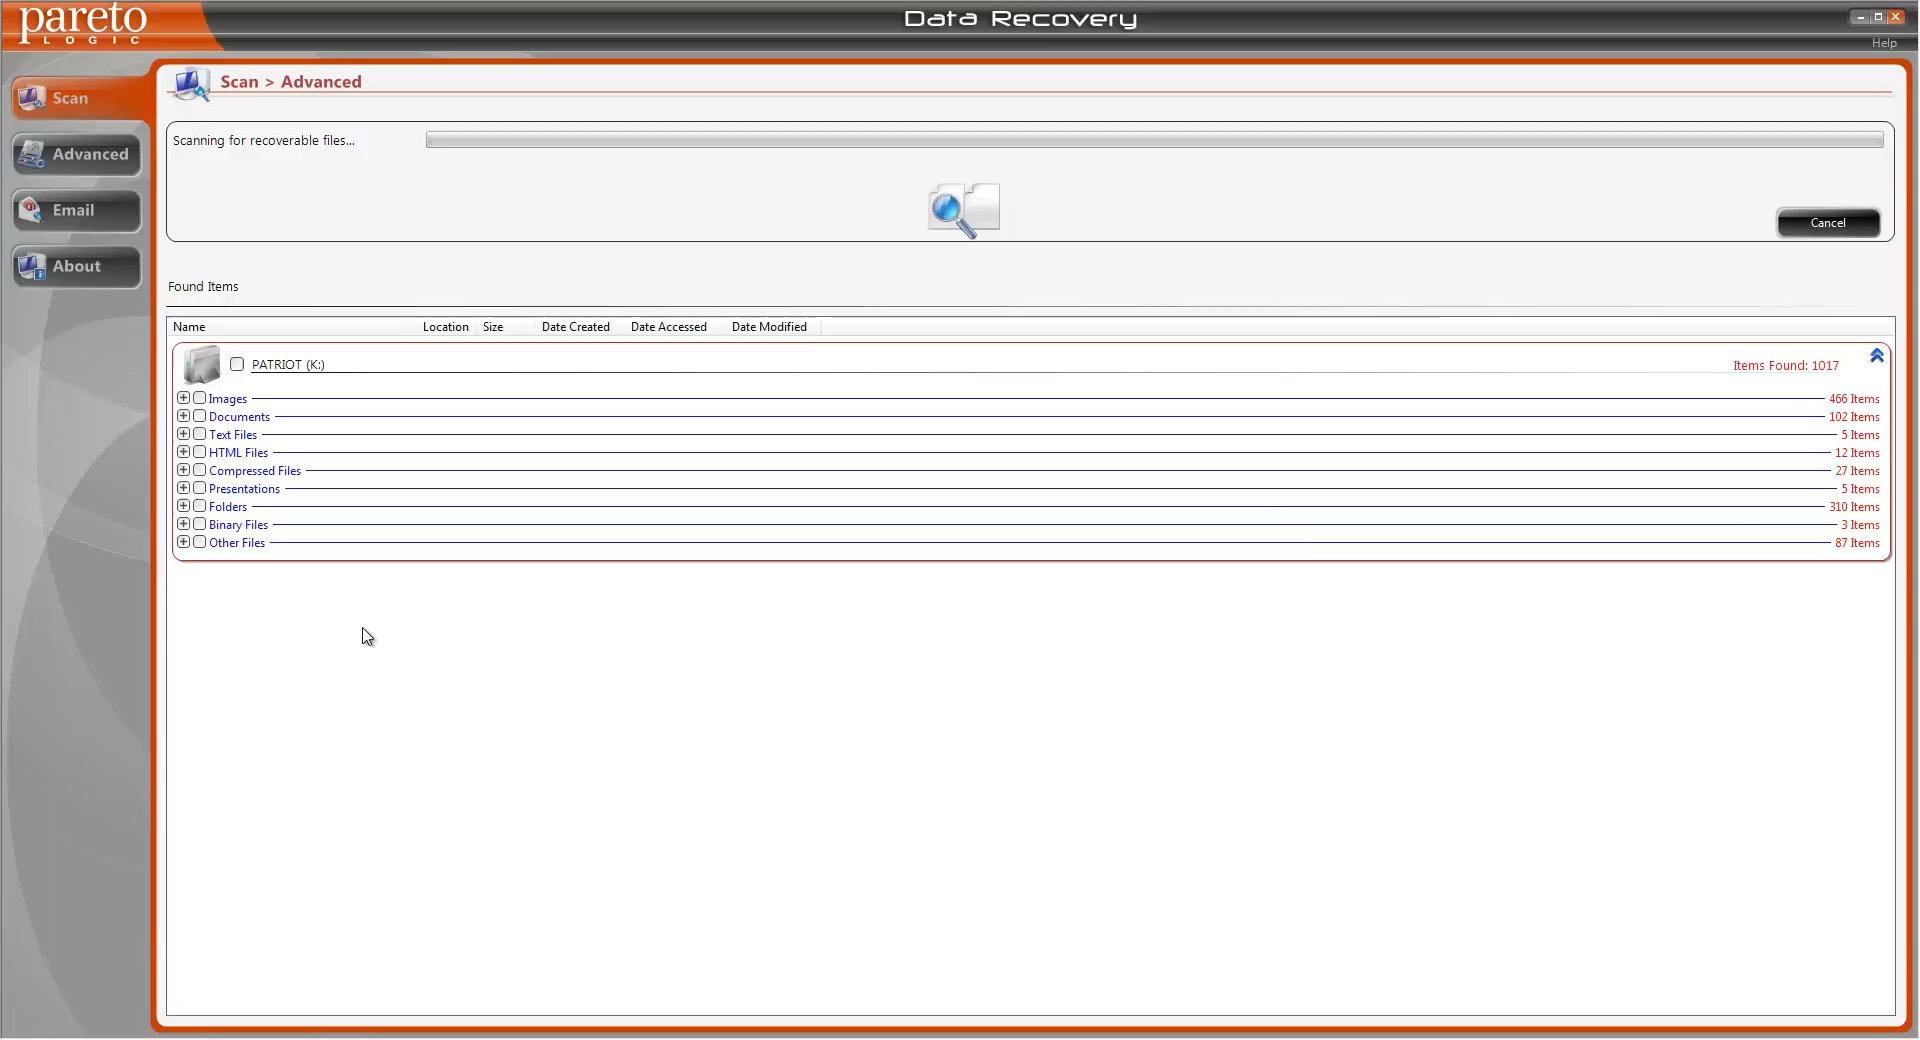 pareto
LOGIC
Data Recovery
Help
Scan
Advanced
Email
About
Scan > Advanced
Scanning for recoverable files...
Cancel
Found Items
Name Location Size Date Created Date Accessed Date Modified
PATRIOT (K:) Items Found: 1017
Images 466 Items
Documents 102 Items
Text Files 5 Items
HTML Files 12 Items
Compressed Files 27 Items
Presentations 5 Items
Folders 310 Items
Binary Files 3 Items
Other Files 87 Items